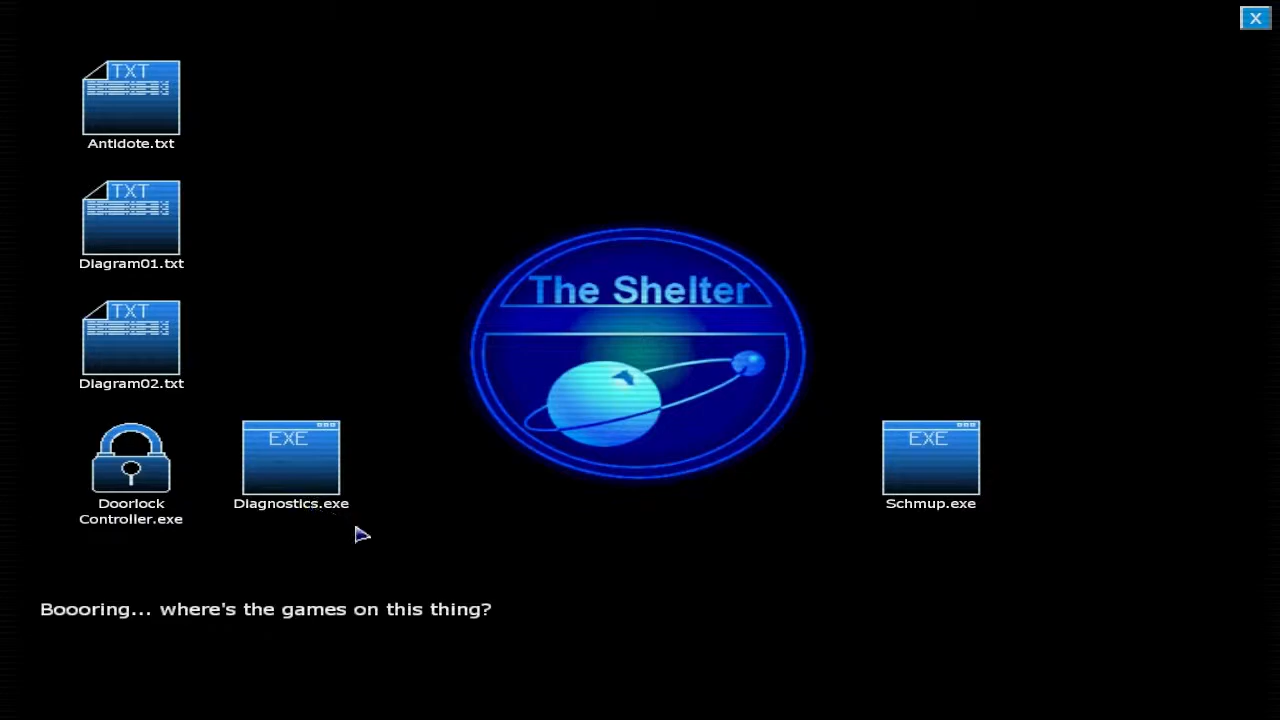 X
TXT
Antidote.txt
TXT
Diagram01.txt
TXT
Diagram02.txt
Doorlock
Controller.exe
EXE
Diagnostics.exe
The Shelter
EXE
Schmup.exe
Boooring... where's the games on this thing?